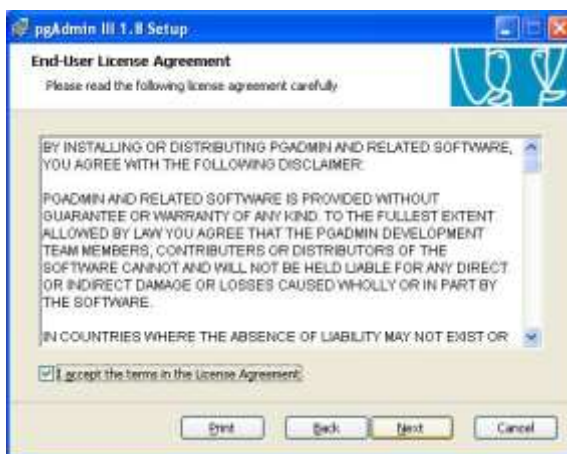 pgAdmin III 1.8 Setup
End-User License Agreement
Please read the following license agreement carefully
BY INSTALLING OR DISTRIBUTING PGADMIN AND RELATED SOFTWARE,
YOU AGREE WITH THE FOLLOWING DISCLAIMER:
PGADMIN AND RELATED SOFTWARE IS PROVIDED WITHOUT
GUARANTEE OR WARRANTY OF ANY KIND. TO THE FULLEST EXTENT
ALLOWED BY LAW YOU AGREE THAT THE PGADMIN DEVELOPMENT
TEAM MEMBERS, CONTRIBUTERS OR DISTRIBUTORS OF THE
SOFTWARE CANNOT AND WILL NOT BE HELD LIABLE FOR ANY DIRECT
OR INDIRECT DAMAGE OR LOSSES CAUSED WHOLLY OR IN PART BY
THE SOFTWARE.
IN COUNTRIES WHERE THE ABSENCE OF LIABILITY MAY NOT EXIST OR
I accept the terms in the License Agreement
Print Back Next Cancel